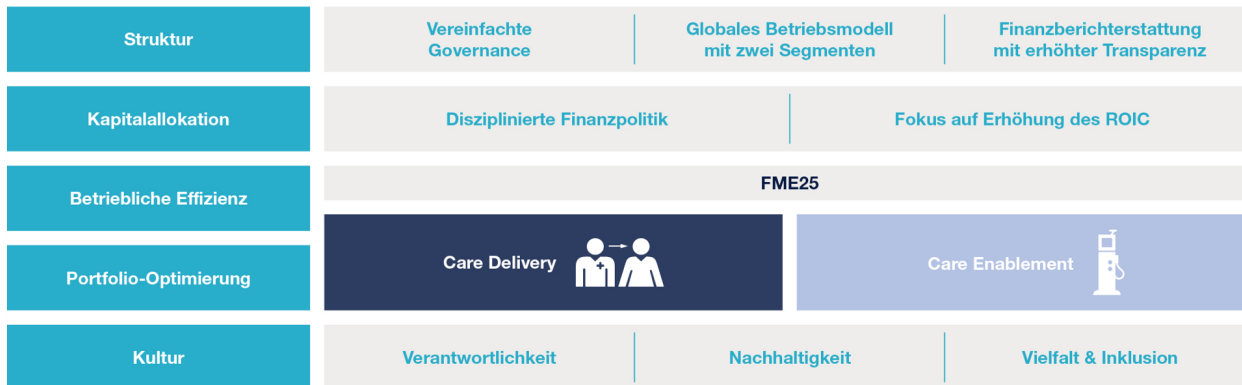 Struktur
Vereinfachte
Governance
Globales Betriebsmodell
mit zwei Segmenten
Finanzberichterstattung
mit erhöhter Transparenz
Kapitalallokation
Disziplinierte Finanzpolitik
Fokus auf Erhöhung des ROIC
Betriebliche Effizienz
FME25
Portfolio-Optimierung
Care Delivery
Care Enablement
Kultur
Verantwortlichkeit
Nachhaltigkeit
Vielfalt & Inklusion